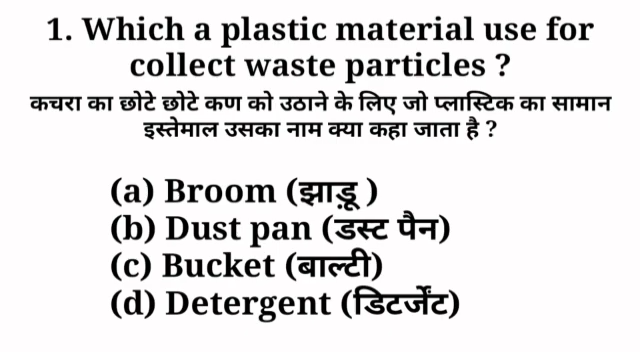 1. Which a plastic material use for
collect waste particles ?
कचरा का छोटे छोटे कण को उठाने के लिए जो प्लास्टिक का सामान
इस्तेमाल उसका नाम क्या कहा जाता है ?
(a) Broom (झाड़ू )
(b) Dust pan (डस्ट पैन)
(c) Bucket (बाल्टी)
(d) Detergent (डिटर्जेंट)